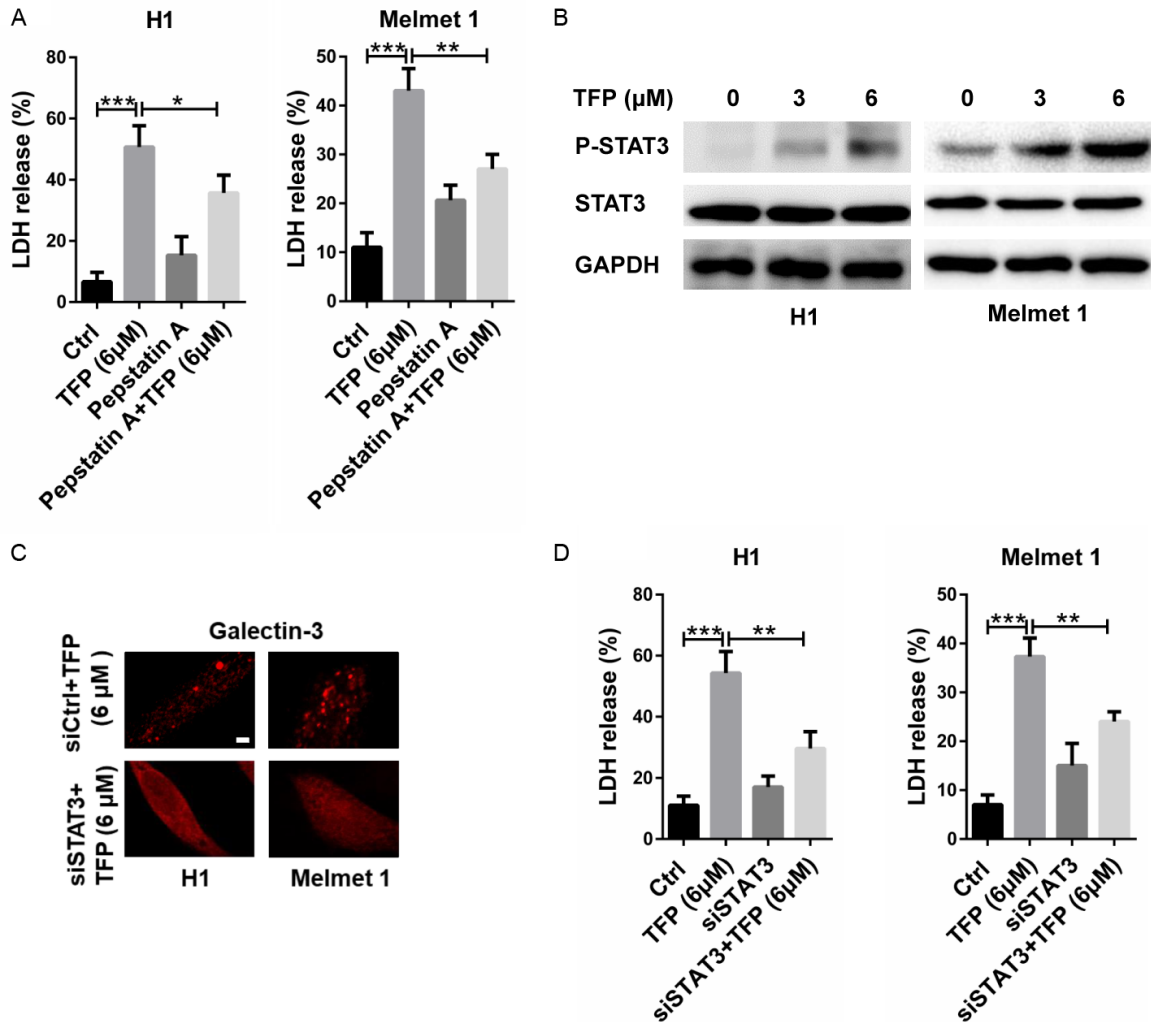 A
H1
LDH release (%)
80
60
40
20
0
***
*
Ctrl
TFP (6μM)
Pepstatin A
Pepstatin A+TFP (6μM)
Melmet 1
LDH release (%)
50
40
30
20
10
0
***
**
Ctrl
TFP (6μM)
Pepstatin A
Pepstatin A+TFP (6μM)
B
TFP (μM) 0 3 6 0 3 6
P-STAT3
STAT3
GAPDH
H1 Melmet 1
C
Galectin-3
siCtrl+TFP
(6 μM )
siSTAT3+
TFP (6 μM)
H1 Melmet 1
D
H1
LDH release (%)
80
60
40
20
0
***
**
Ctrl
TFP (6μM)
siSTAT3
siSTAT3+TFP (6μM)
Melmet 1
LDH release (%)
50
40
30
20
10
0
***
**
Ctrl
TFP (6μM)
siSTAT3
siSTAT3+TFP (6μM)